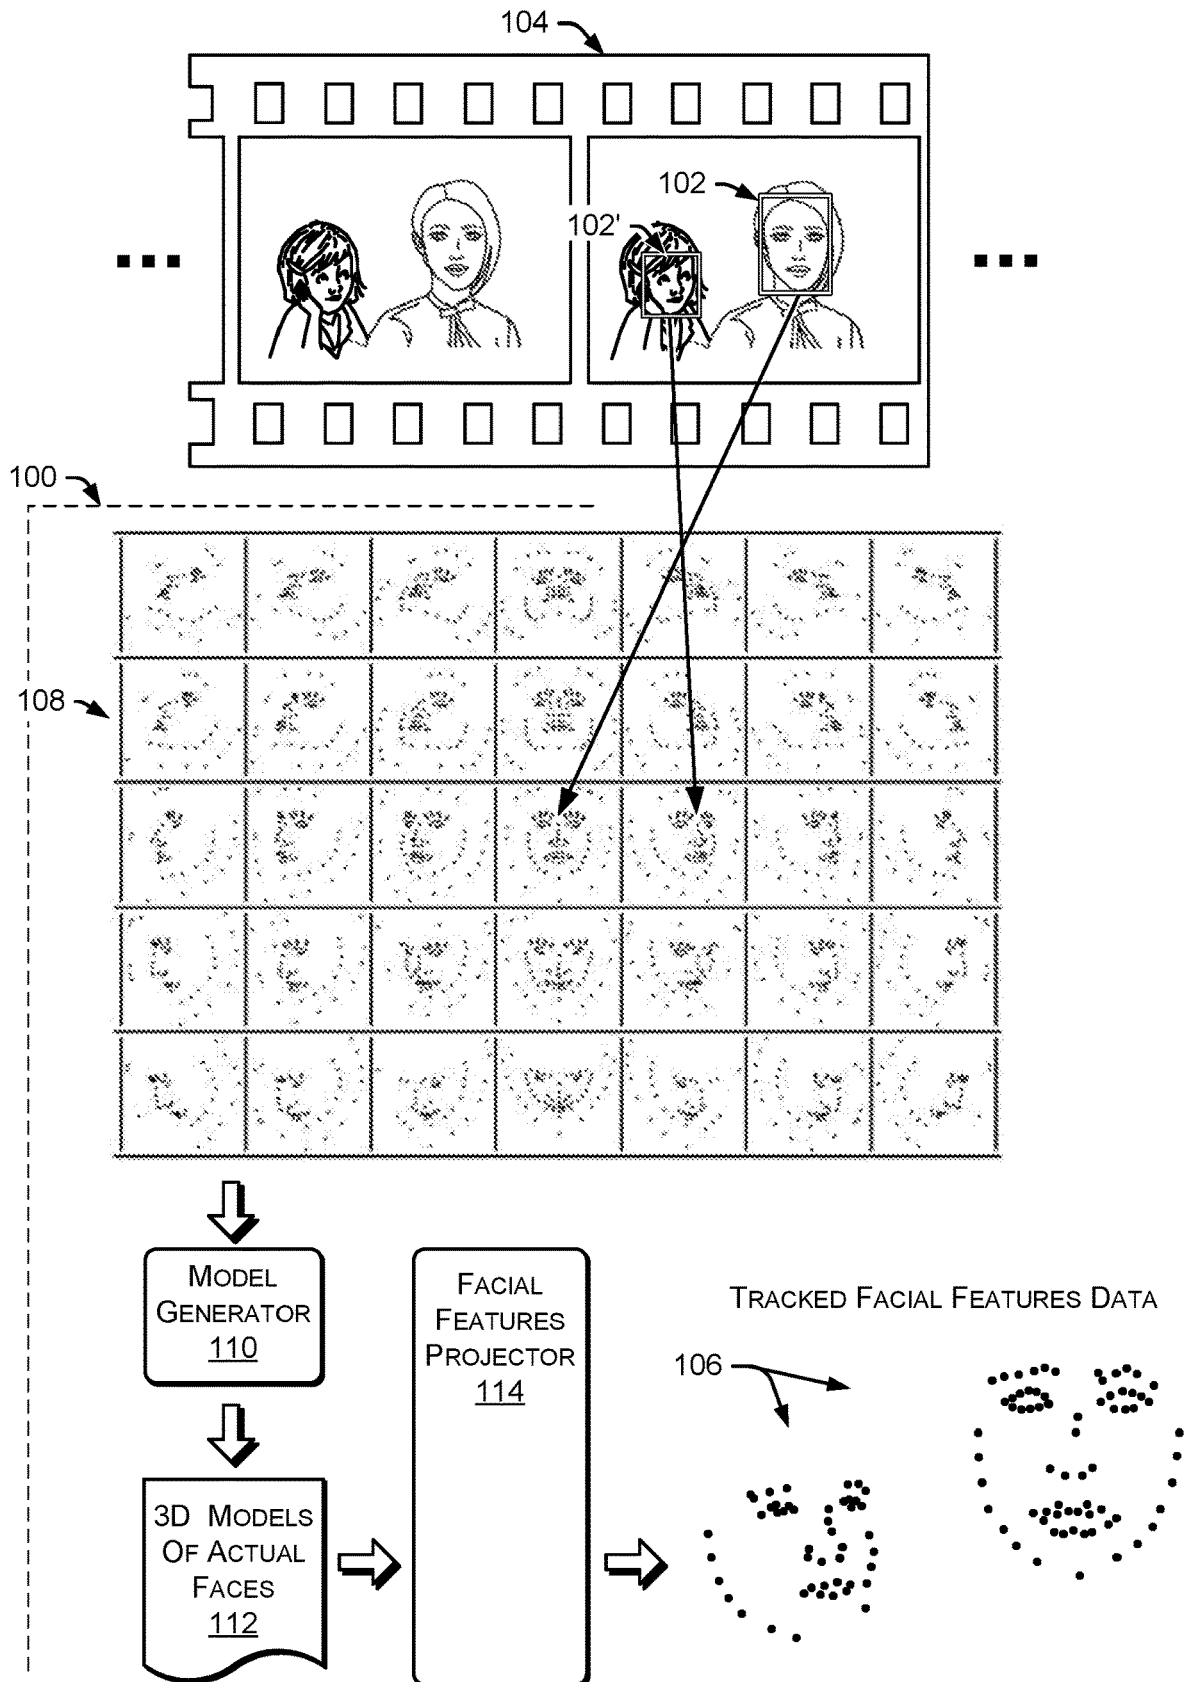 104
102
102'
100
108
MODEL
GENERATOR
110
FACIAL
FEATURES
PROJECTOR
114
TRACKED FACIAL FEATURES DATA
106
3D MODELS
OF ACTUAL
FACES
112